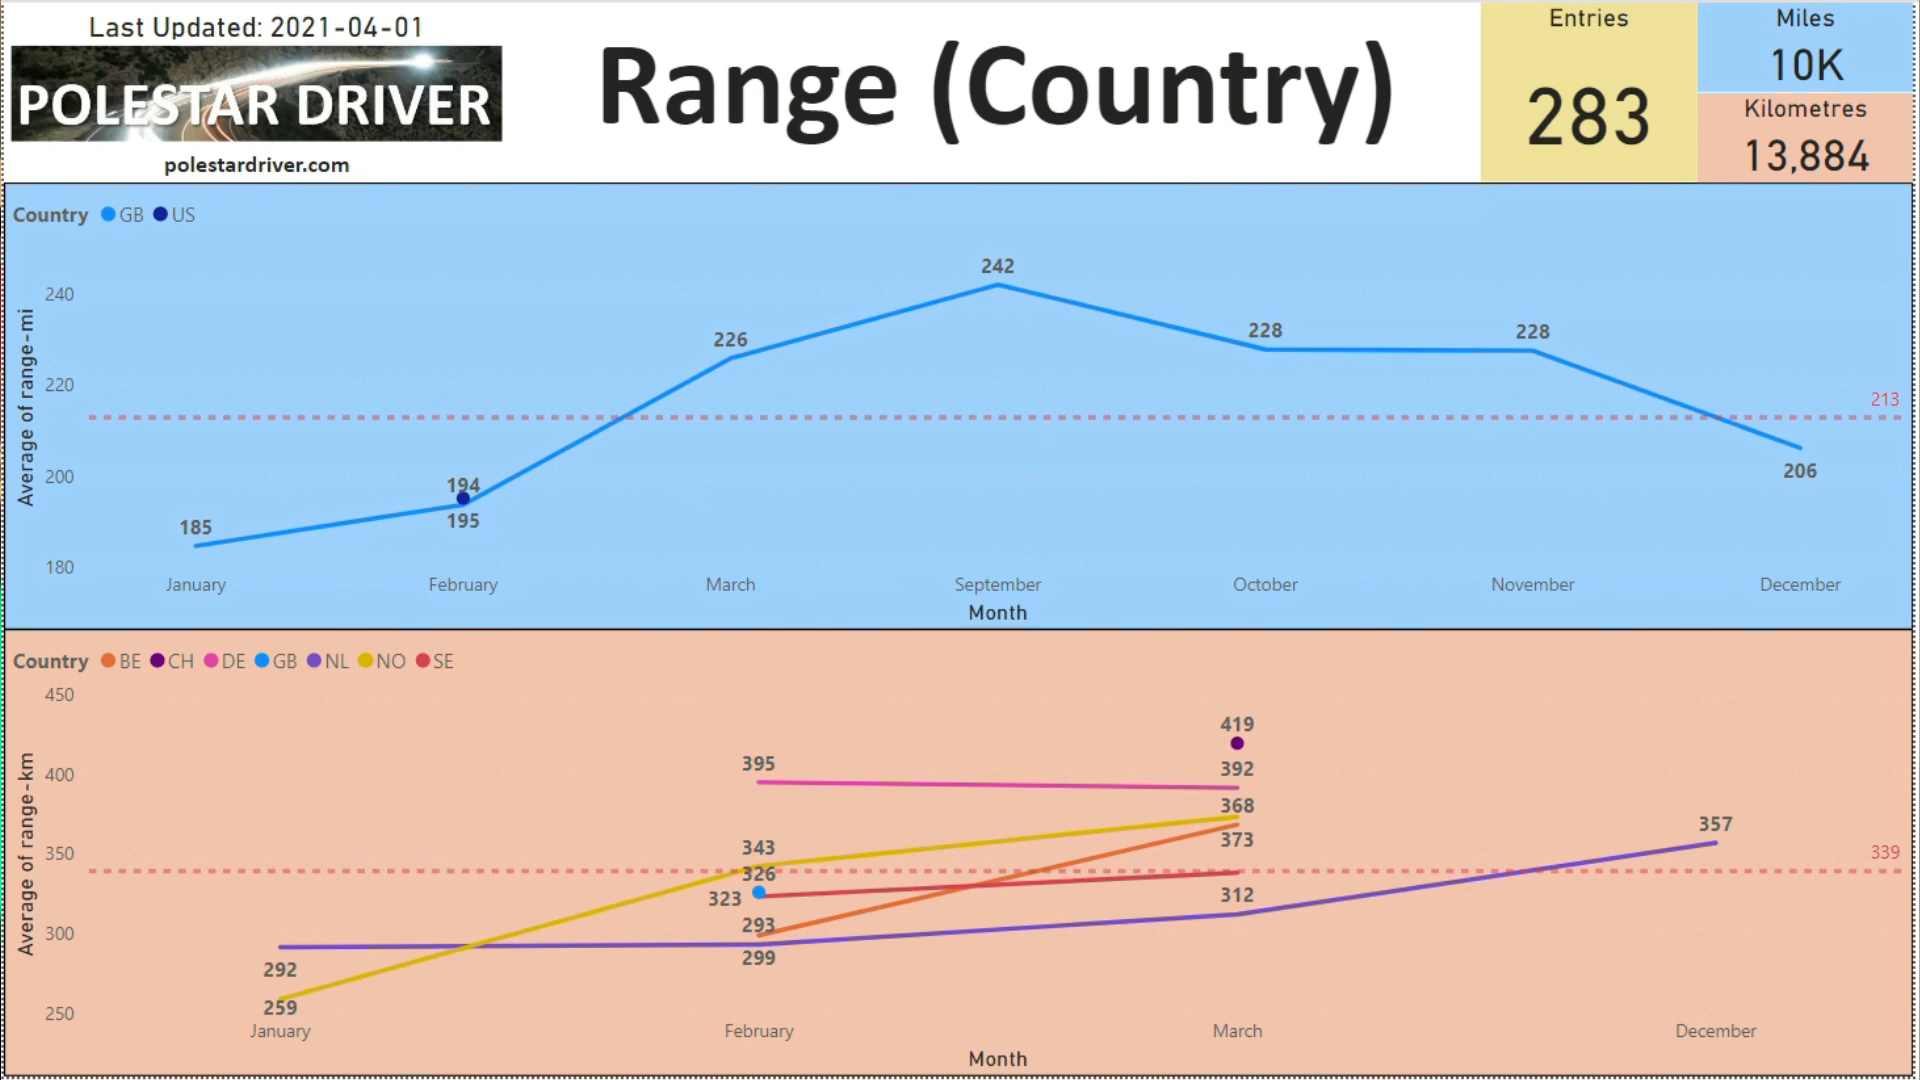 Last Updated: 2021-04-01
POLESTAR DRIVER
polestardriver.com
Range (Country)
Entries
283
Miles
10K
Kilometres
13,884
Country GB US
Average of range-mi
240
220
200
180
185
194
195
226
242
228
228
206
213
January February March September October November December
Month
Country BE CH DE GB NL NO SE
Average of range-km
450
400
350
300
250
292
259
395
343
326
323
293
299
419
392
368
373
312
357
339
January February March December
Month